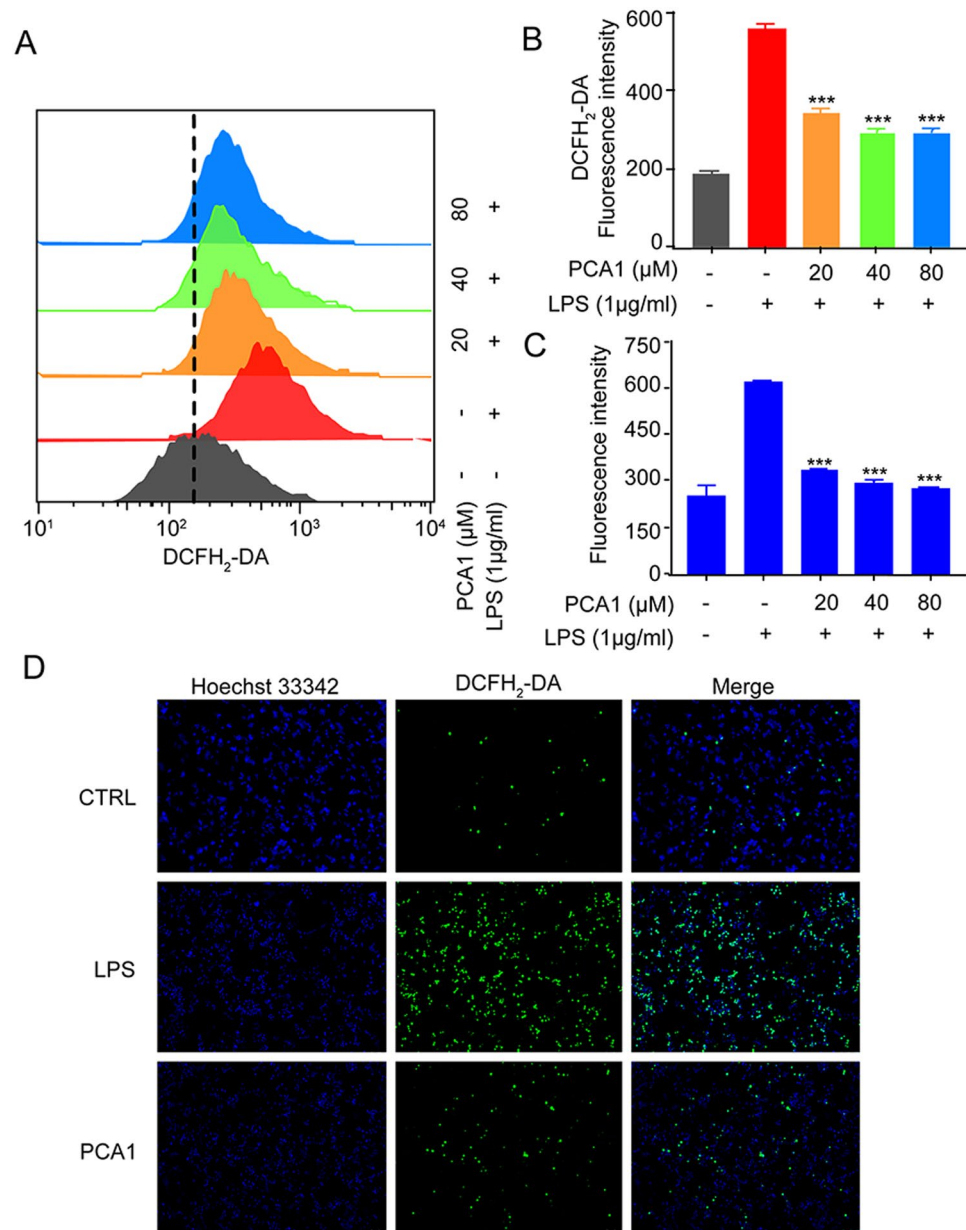 A
80 +
40 +
20 +
- +
- -
PCA1 (μM)
LPS (1μg/ml)
10¹ 10² 10³ 10⁴
DCFH₂-DA
B
DCFH₂-DA
Fluorescence intensity
600
400
200
0
*** *** ***
PCA1 (μM) - - 20 40 80
LPS (1μg/ml) - + + + +
C
Fluorescence intensity
750
600
450
300
150
0
*** *** ***
PCA1 (μM) - - 20 40 80
LPS (1μg/ml) - + + + +
D
Hoechst 33342 DCFH₂-DA Merge
CTRL
LPS
PCA1